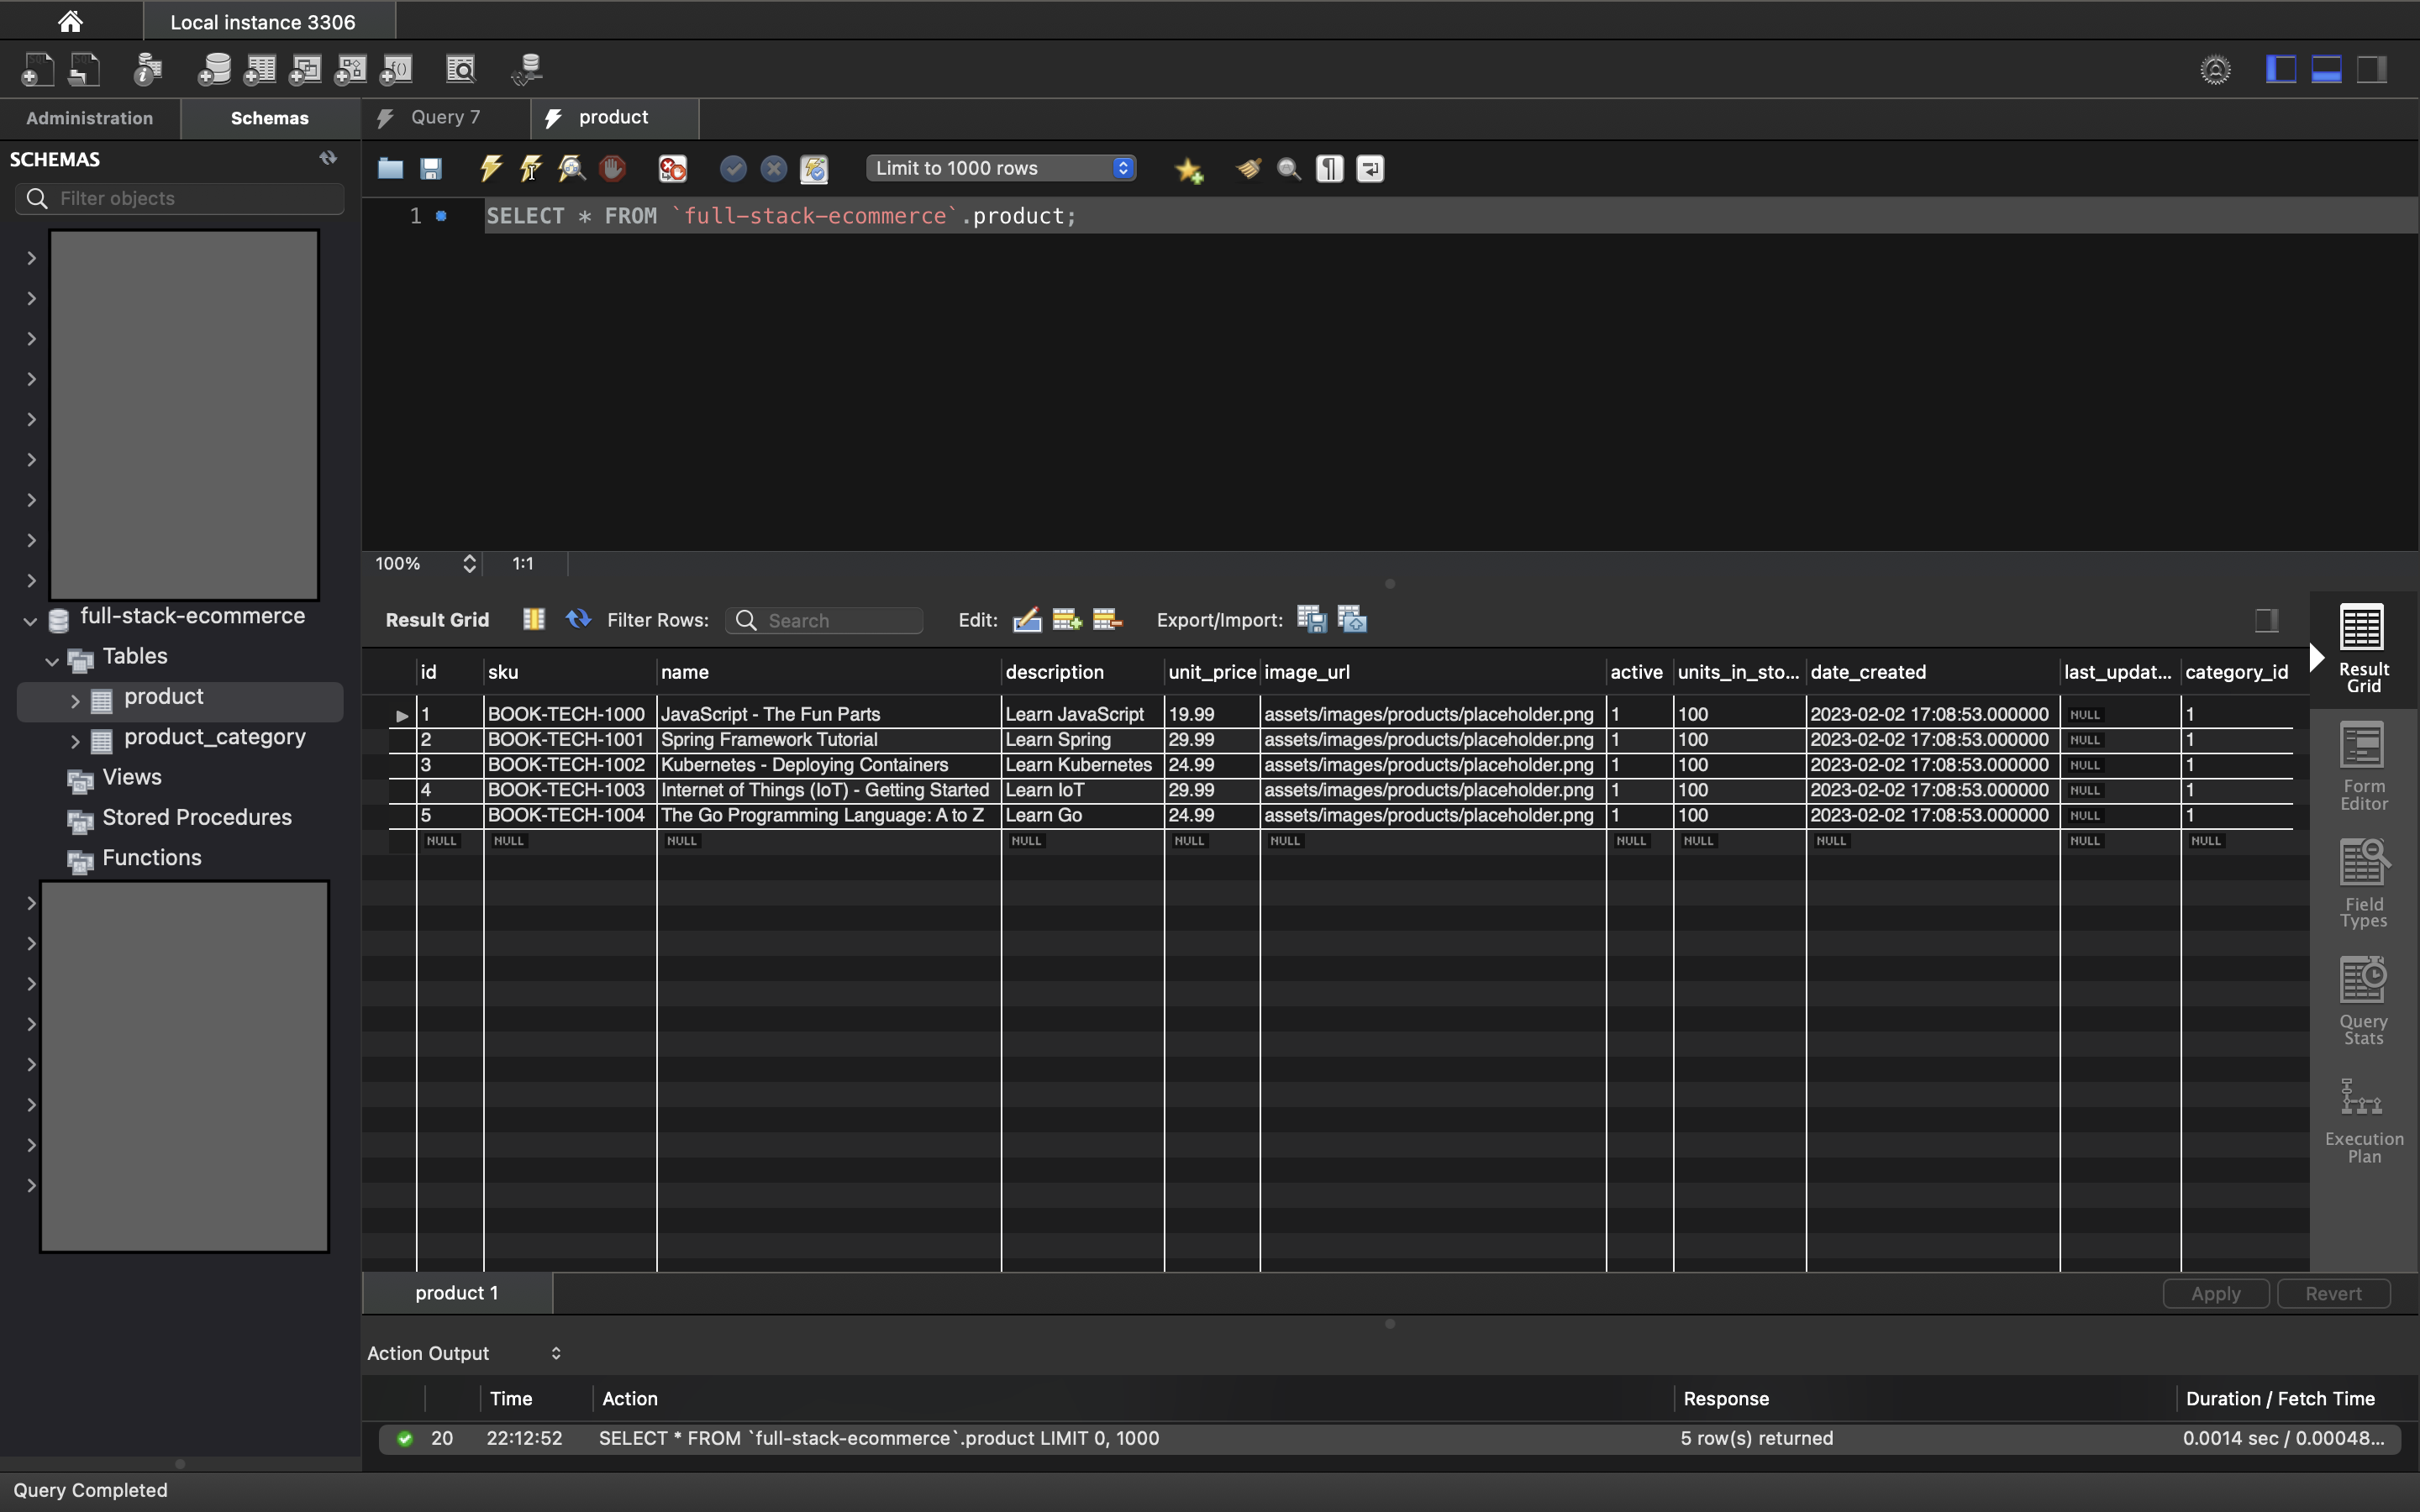 Local instance 3306
Administration Schemas Query 7 product
SCHEMAS
Filter objects
Limit to 1000 rows
1 SELECT * FROM `full-stack-ecommerce`.product;
100% 1:1
full-stack-ecommerce
Tables
product
product_category
Views
Stored Procedures
Functions
Result Grid Filter Rows: Search Edit: Export/Import:
id sku name description unit_price image_url active units_in_sto... date_created last_updat... category_id
1 BOOK-TECH-1000 JavaScript - The Fun Parts Learn JavaScript 19.99 assets/images/products/placeholder.png 1 100 2023-02-02 17:08:53.000000 NULL 1
2 BOOK-TECH-1001 Spring Framework Tutorial Learn Spring 29.99 assets/images/products/placeholder.png 1 100 2023-02-02 17:08:53.000000 NULL 1
3 BOOK-TECH-1002 Kubernetes - Deploying Containers Learn Kubernetes 24.99 assets/images/products/placeholder.png 1 100 2023-02-02 17:08:53.000000 NULL 1
4 BOOK-TECH-1003 Internet of Things (IoT) - Getting Started Learn IoT 29.99 assets/images/products/placeholder.png 1 100 2023-02-02 17:08:53.000000 NULL 1
5 BOOK-TECH-1004 The Go Programming Language: A to Z Learn Go 24.99 assets/images/products/placeholder.png 1 100 2023-02-02 17:08:53.000000 NULL 1
NULL NULL NULL NULL NULL NULL NULL NULL NULL NULL NULL
Result
Grid
Form
Editor
Field
Types
Query
Stats
Execution
Plan
product 1 Apply Revert
Action Output
Time Action Response Duration / Fetch Time
20 22:12:52 SELECT * FROM `full-stack-ecommerce`.product LIMIT 0, 1000 5 row(s) returned 0.0014 sec / 0.00048...
Query Completed